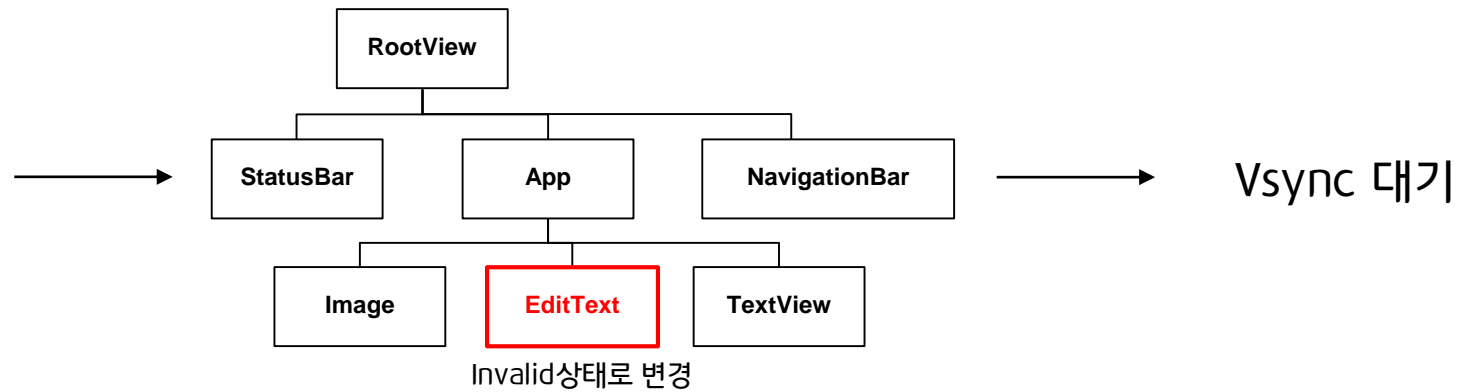 RootView
StatusBar
App
NavigationBar
Vsync 대기
Image
EditText
TextView
Invalid상태로 변경